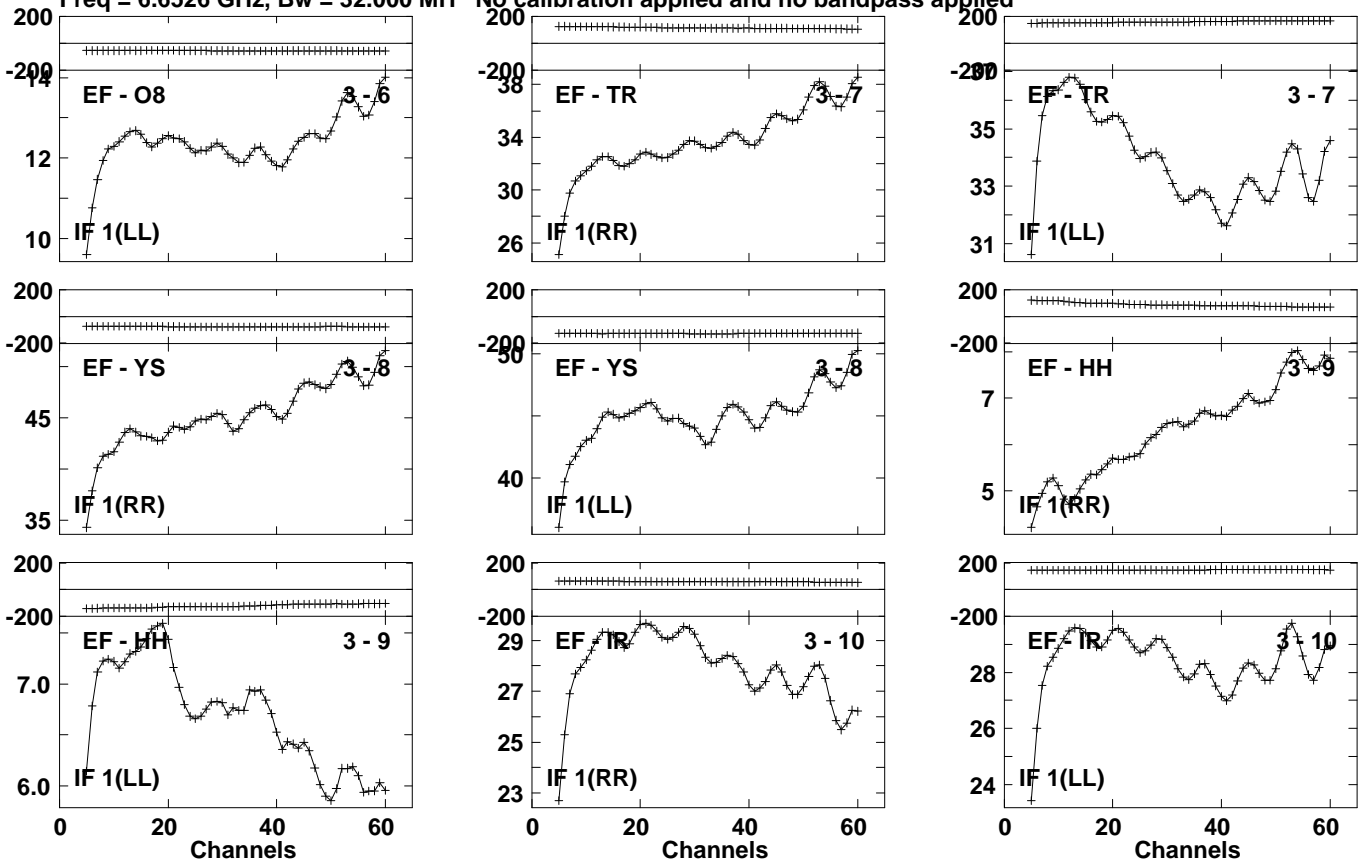 Freq = 6.6526 GHz, Bw = 32.000 MH No calibration applied and no bandpass applied
200
-200
14
12
10
EF - O8
3 - 6
IF 1(LL)
200
-200
38
34
30
26
EF - TR
3 - 7
IF 1(RR)
200
-200
37
35
33
31
EF - TR
3 - 7
IF 1(LL)
200
-200
45
35
EF - YS
3 - 8
IF 1(RR)
200
-200
50
40
EF - YS
3 - 8
IF 1(LL)
200
-200
7
5
EF - HH
3 - 9
IF 1(RR)
200
-200
7.0
6.0
EF - HH
3 - 9
IF 1(LL)
0 20 40 60
Channels
200
-200
29
27
25
23
EF - IR
3 - 10
IF 1(RR)
0 20 40 60
Channels
200
-200
28
26
24
EF - IR
3 - 10
IF 1(LL)
0 20 40 60
Channels